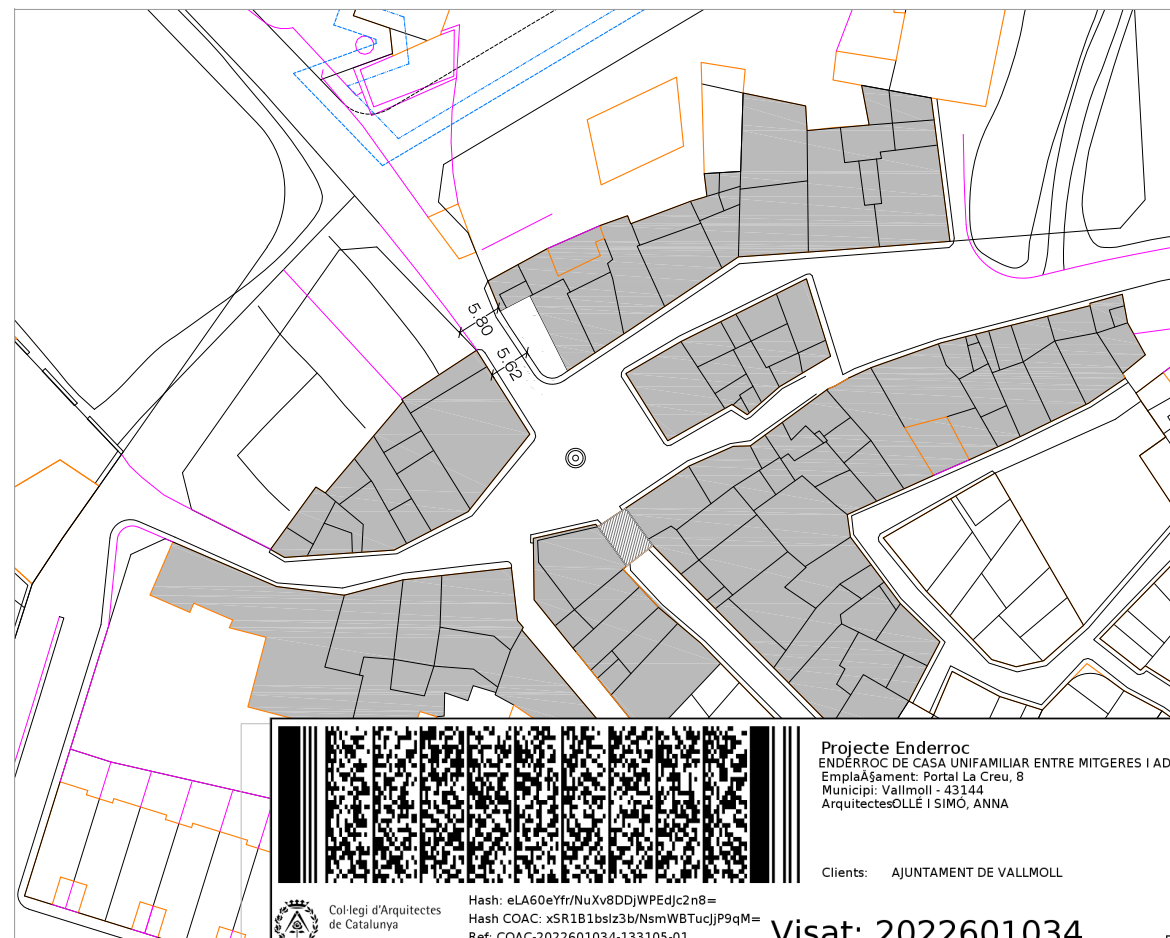 5.80
5.62
Projecte Enderroc
ENDERROC DE CASA UNIFAMILIAR ENTRE MITGERES I AD
EmplaÃ§ament: Portal La Creu, 8
Municipi: Vallmoll - 43144
ArquitectesOLLÉ I SIMÓ, ANNA
Clients: AJUNTAMENT DE VALLMOLL
Col·legi d'Arquitectes
de Catalunya
Hash: eLA60eYfr/NuXv8DDjWPEdJc2n8=
Hash COAC: xSR1B1bslz3b/NsmWBTucJjP9qM=
Ref: COAC-2022601034-133105-01
Visat: 2022601034